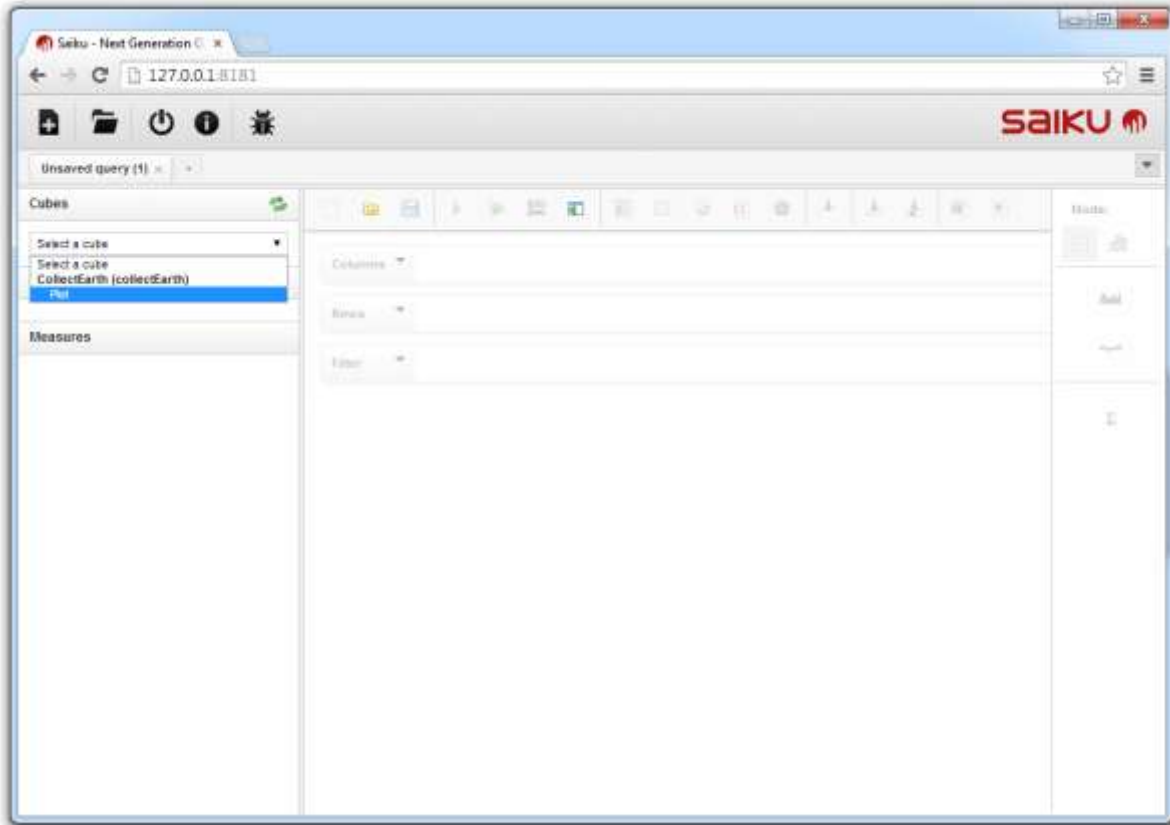 Saiku - Next Generation O
127.0.0.1:8181
saiku
Unsaved query (1)
Cubes
Select a cube
Select a cube
CollectEarth (collectEarth)
Plot
Measures
Columns
Rows
Filter
Mode: